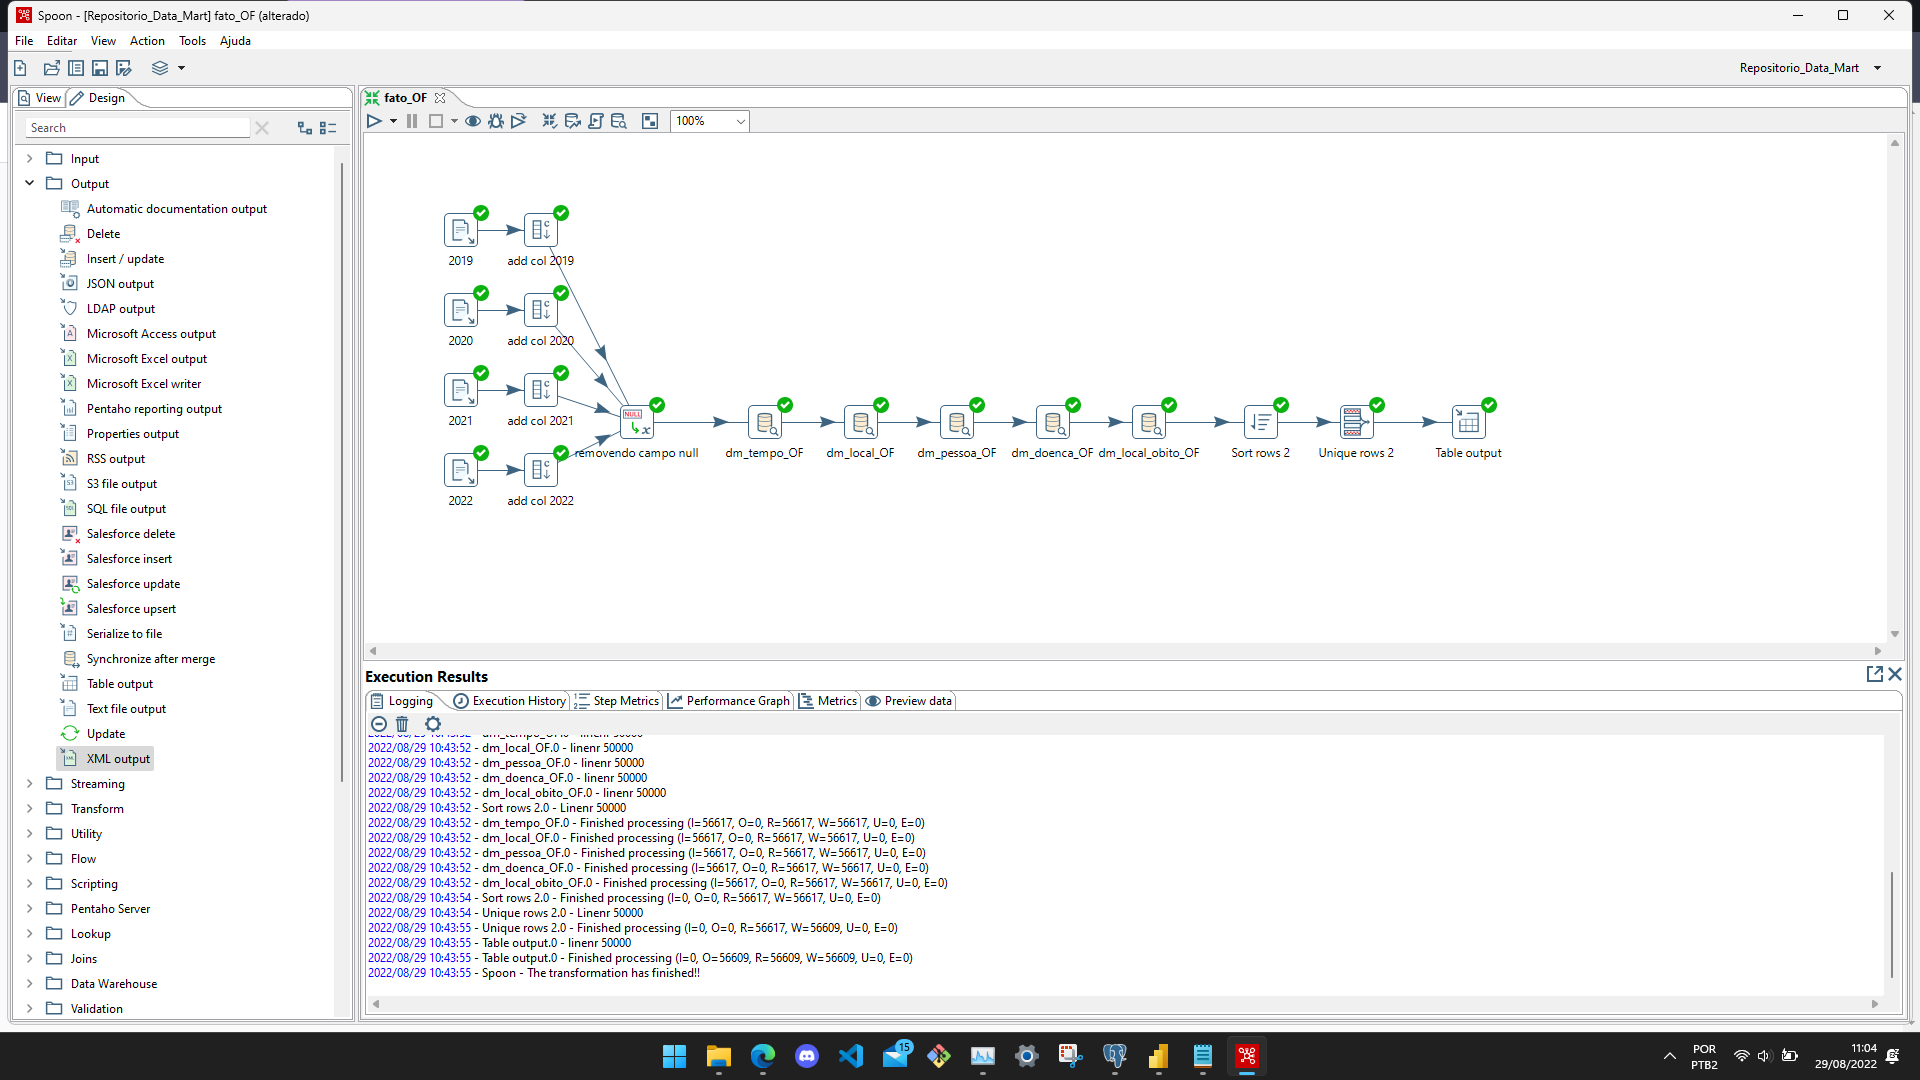 Spoon - [Repositorio_Data_Mart] fato_OF (alterado)
File Editar View Action Tools Ajuda
Repositorio_Data_Mart
View Design
Search
Input
Output
Automatic documentation output
Delete
Insert / update
JSON output
LDAP output
Microsoft Access output
Microsoft Excel output
Microsoft Excel writer
Pentaho reporting output
Properties output
RSS output
S3 file output
SQL file output
Salesforce delete
Salesforce insert
Salesforce update
Salesforce upsert
Serialize to file
Synchronize after merge
Table output
Text file output
Update
XML output
Streaming
Transform
Utility
Flow
Scripting
Pentaho Server
Lookup
Joins
Data Warehouse
Validation
fato_OF
100%
2019 add col 2019
2020 add col 2020
2021 add col 2021
NULL x
removendo campo null dm_tempo_OF dm_local_OF dm_pessoa_OF dm_doenca_OF dm_local_obito_OF Sort rows 2 Unique rows 2 Table output
2022 add col 2022
Execution Results
Logging Execution History Step Metrics Performance Graph Metrics Preview data
2022/08/29 10:43:52 - dm_tempo_OF.0 - linenr 50000
2022/08/29 10:43:52 - dm_local_OF.0 - linenr 50000
2022/08/29 10:43:52 - dm_pessoa_OF.0 - linenr 50000
2022/08/29 10:43:52 - dm_doenca_OF.0 - linenr 50000
2022/08/29 10:43:52 - dm_local_obito_OF.0 - linenr 50000
2022/08/29 10:43:52 - Sort rows 2.0 - Linenr 50000
2022/08/29 10:43:52 - dm_tempo_OF.0 - Finished processing (I=56617, O=0, R=56617, W=56617, U=0, E=0)
2022/08/29 10:43:52 - dm_local_OF.0 - Finished processing (I=56617, O=0, R=56617, W=56617, U=0, E=0)
2022/08/29 10:43:52 - dm_pessoa_OF.0 - Finished processing (I=56617, O=0, R=56617, W=56617, U=0, E=0)
2022/08/29 10:43:52 - dm_doenca_OF.0 - Finished processing (I=56617, O=0, R=56617, W=56617, U=0, E=0)
2022/08/29 10:43:52 - dm_local_obito_OF.0 - Finished processing (I=56617, O=0, R=56617, W=56617, U=0, E=0)
2022/08/29 10:43:54 - Sort rows 2.0 - Finished processing (I=0, O=0, R=56617, W=56617, U=0, E=0)
2022/08/29 10:43:54 - Unique rows 2.0 - Linenr 50000
2022/08/29 10:43:55 - Unique rows 2.0 - Finished processing (I=0, O=0, R=56617, W=56609, U=0, E=0)
2022/08/29 10:43:55 - Table output.0 - linenr 50000
2022/08/29 10:43:55 - Table output.0 - Finished processing (I=0, O=56609, R=56609, W=56609, U=0, E=0)
2022/08/29 10:43:55 - Spoon - The transformation has finished!!
15
POR
PTB2
11:04
29/08/2022